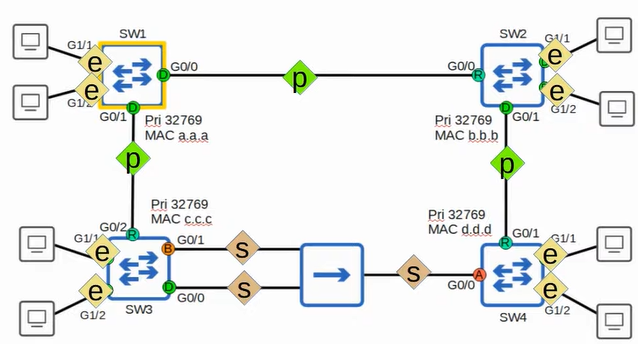 SW1
SW2
G1/1
G1/1
e
e
G0/0
D
p
G0/0
R
e
e
G1/2
G1/2
G0/1
D
D
G0/1
Pri 32769
MAC a.a.a
Pri 32769
MAC b.b.b
p
p
Pri 32769
MAC c.c.c
Pri 32769
MAC d.d.d
G0/2
R
R
G0/1
G1/1
G1/1
e
B
G0/1
s
e
s
A
G0/0
e
D
G0/0
s
e
G1/2
G1/2
SW3
SW4